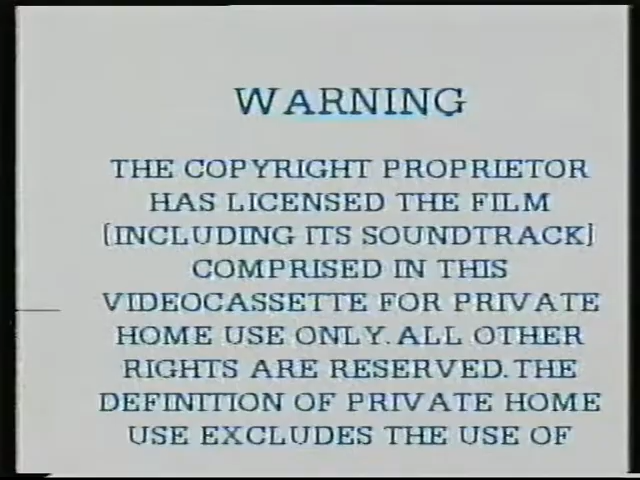 WARNING
THE COPYRIGHT PROPRIETOR
HAS LICENSED THE FILM
[INCLUDING ITS SOUNDTRACK]
COMPRISED IN THIS
VIDEOCASSETTE FOR PRIVATE
HOME USE ONLY. ALL OTHER
RIGHTS ARE RESERVED. THE
DEFINITION OF PRIVATE HOME
USE EXCLUDES THE USE OF